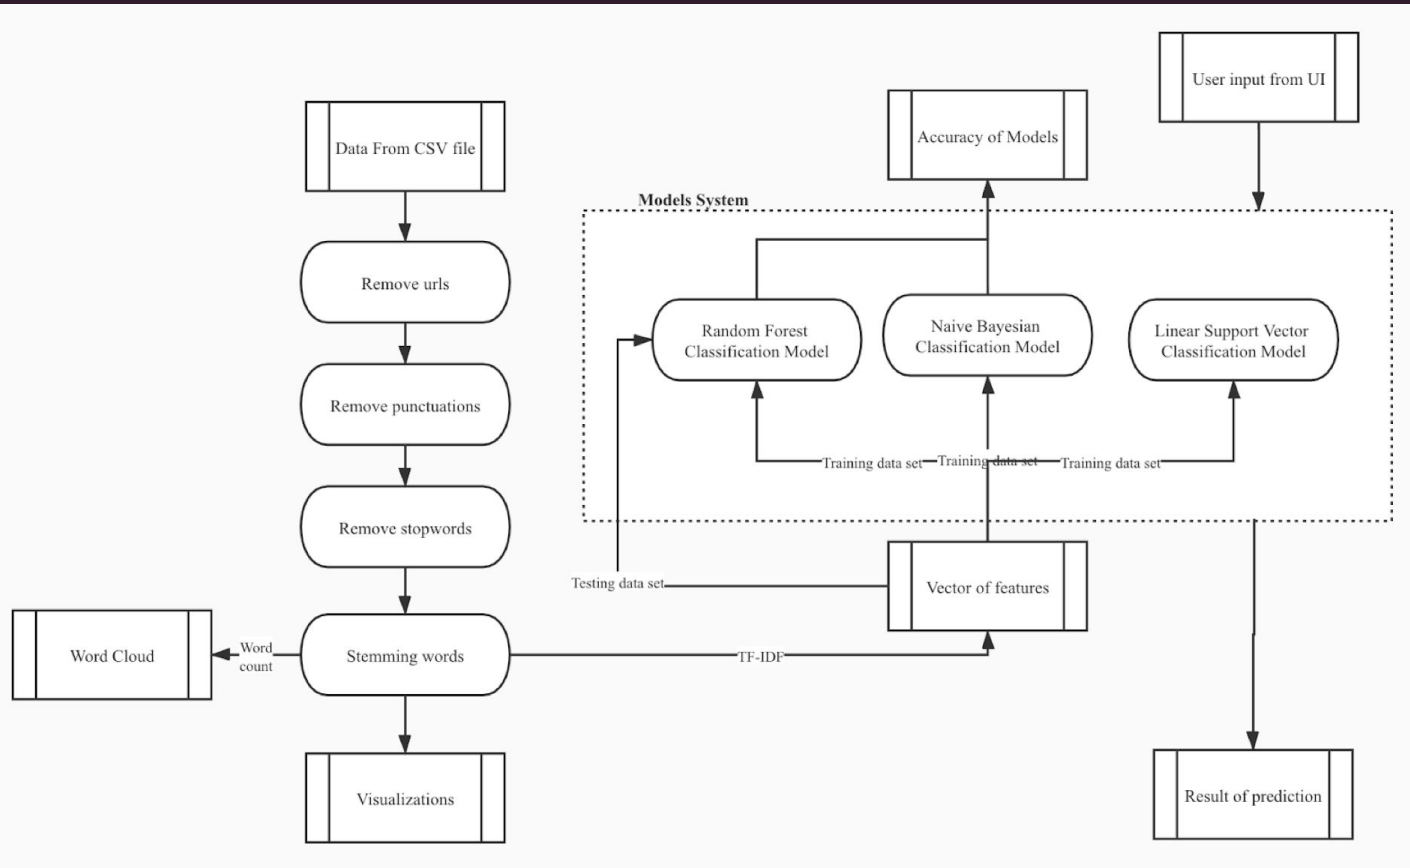 User input from UI
Accuracy of Models
Data From CSV file
Models System
Remove urls
Random Forest
Classification Model
Naive Bayesian
Classification Model
Linear Support Vector
Classification Model
Remove punctuations
Training data set
Training data set
Training data set
Remove stopwords
Testing data set
Vector of features
Word Cloud
Word
count
Stemming words
TF-IDF
Visualizations
Result of prediction